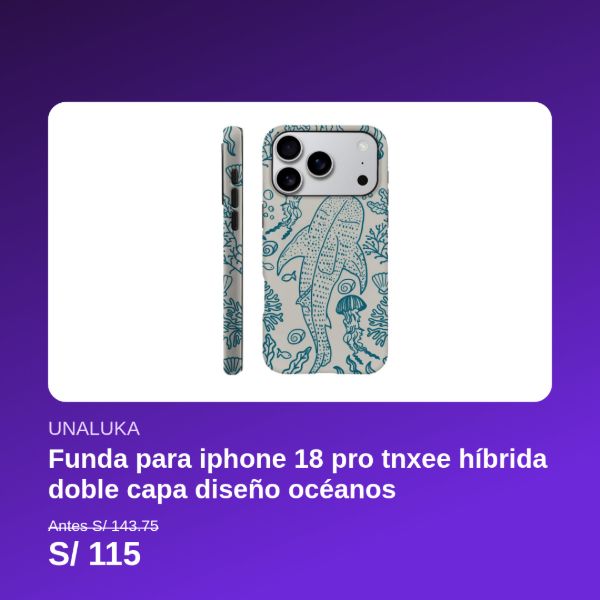 UNALUKA
Funda para iphone 18 pro tnxee híbrida
doble capa diseño océanos
Antes S/ 143.75
S/ 115